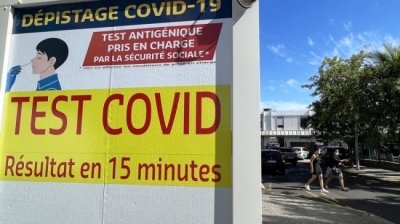 DÉPISTAGE COVID-19
TEST ANTIGÉNIQUE
PRIS EN CHARGE
PAR LA SÉCURITÉ SOCIALE*
TEST COVID
Résultat en 15 minutes